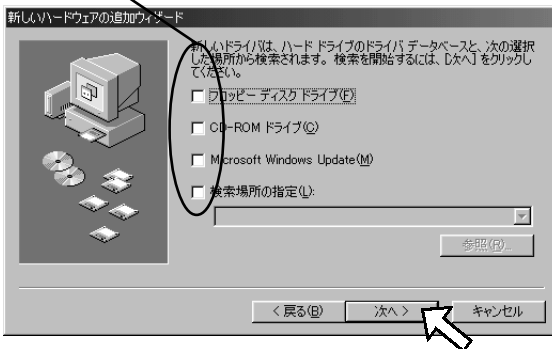 新しいハードウェアの追加ウィザード
新しいドライバは、ハード ドライブのドライバ データベースと、次の選択
した場所から検索されます。検索を開始するには、[次へ] をクリックし
てください。
フロッピー ディスク ドライブ(F)
CD-ROM ドライブ(C)
Microsoft Windows Update(M)
検索場所の指定(L):
参照(R)...
< 戻る(B)
次へ >
キャンセル